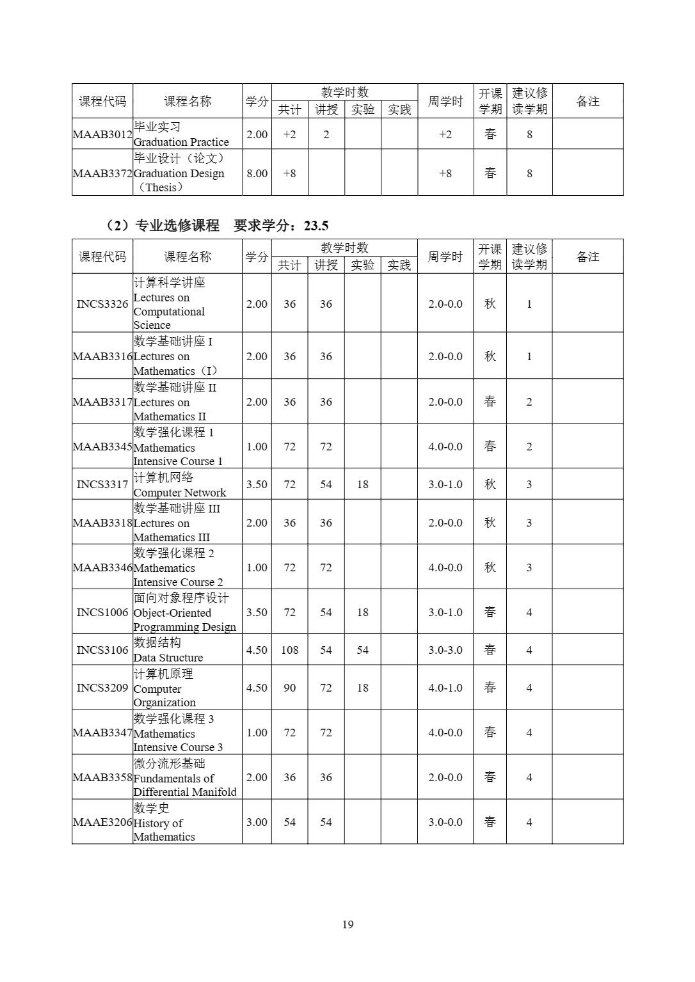 课程代码 课程名称 学分 教学时数 周学时 开课学期 建议修读学期 备注
共计 讲授 实验 实践
MAAB3012 毕业实习 2.00 +2 2 +2 春 8
Graduation Practice
毕业设计（论文）
MAAB3372 Graduation Design 8.00 +8 +8 春 8
（Thesis）
（2）专业选修课程 要求学分：23.5
课程代码 课程名称 学分 教学时数 周学时 开课学期 建议修读学期 备注
共计 讲授 实验 实践
计算科学讲座
INCS3326 Lectures on 2.00 36 36 2.0-0.0 秋 1
Computational
Science
数学基础讲座 I
MAAB3316 Lectures on 2.00 36 36 2.0-0.0 秋 1
Mathematics（I）
数学基础讲座 II
MAAB3317 Lectures on 2.00 36 36 2.0-0.0 春 2
Mathematics II
数学强化课程 1
MAAB3345 Mathematics 1.00 72 72 4.0-0.0 春 2
Intensive Course 1
INCS3317 计算机网络 3.50 72 54 18 3.0-1.0 秋 3
Computer Network
数学基础讲座 III
MAAB3318 Lectures on 2.00 36 36 2.0-0.0 秋 3
Mathematics III
数学强化课程 2
MAAB3346 Mathematics 1.00 72 72 4.0-0.0 秋 3
Intensive Course 2
面向对象程序设计
INCS1006 Object-Oriented 3.50 72 54 18 3.0-1.0 春 4
Programming Design
INCS3106 数据结构 4.50 108 54 54 3.0-3.0 春 4
Data Structure
计算机原理
INCS3209 Computer 4.50 90 72 18 4.0-1.0 春 4
Organization
数学强化课程 3
MAAB3347 Mathematics 1.00 72 72 4.0-0.0 春 4
Intensive Course 3
微分流形基础
MAAB3358 Fundamentals of 2.00 36 36 2.0-0.0 春 4
Differential Manifold
数学史
MAAE3206 History of 3.00 54 54 3.0-0.0 春 4
Mathematics
19